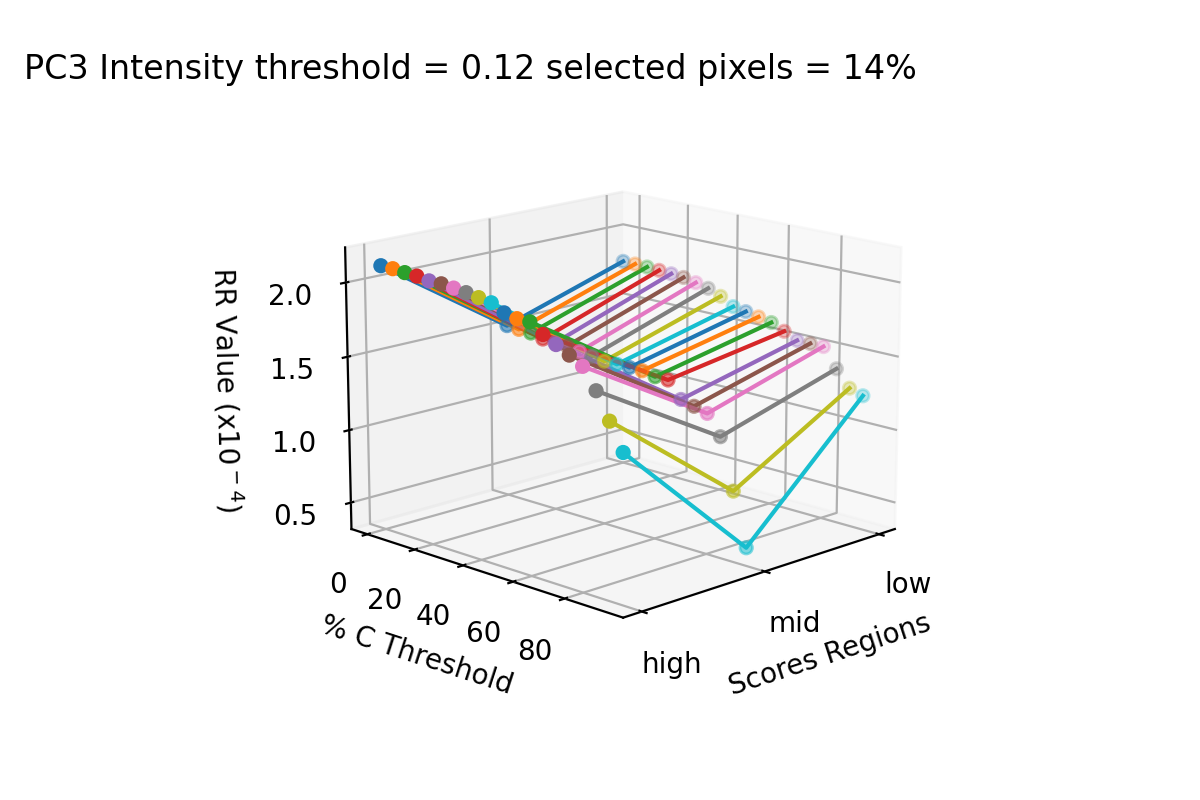 PC3 Intensity threshold = 0.12 selected pixels = 14%
RR Value (x10⁻⁴)
2.0
1.5
1.0
0.5
0
20
40
60
80
% C Threshold
high
mid
low
Scores Regions